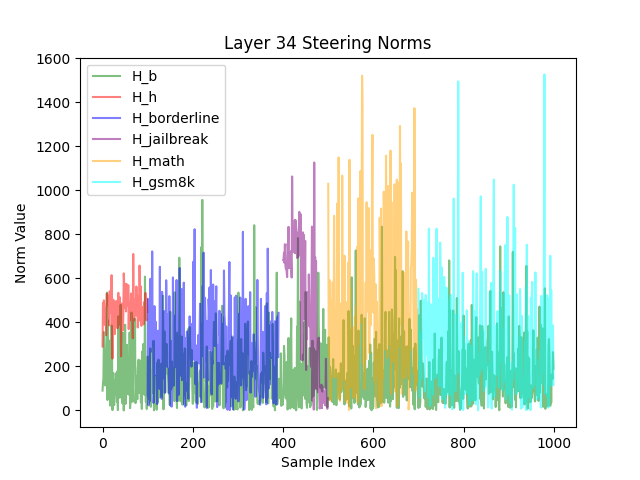 Layer 34 Steering Norms
1600
1400
1200
1000
800
600
400
200
0
Norm Value
H_b
H_h
H_borderline
H_jailbreak
H_math
H_gsm8k
0
200
400
600
800
1000
Sample Index